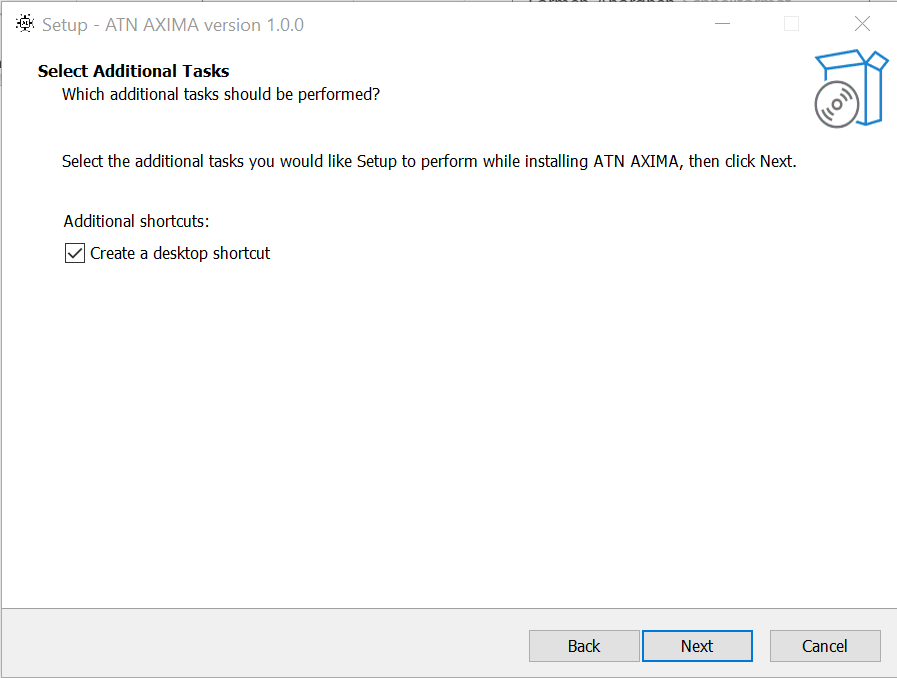 Setup - ATN AXIMA version 1.0.0
Select Additional Tasks
Which additional tasks should be performed?
Select the additional tasks you would like Setup to perform while installing ATN AXIMA, then click Next.
Additional shortcuts:
Create a desktop shortcut
Back
Next
Cancel